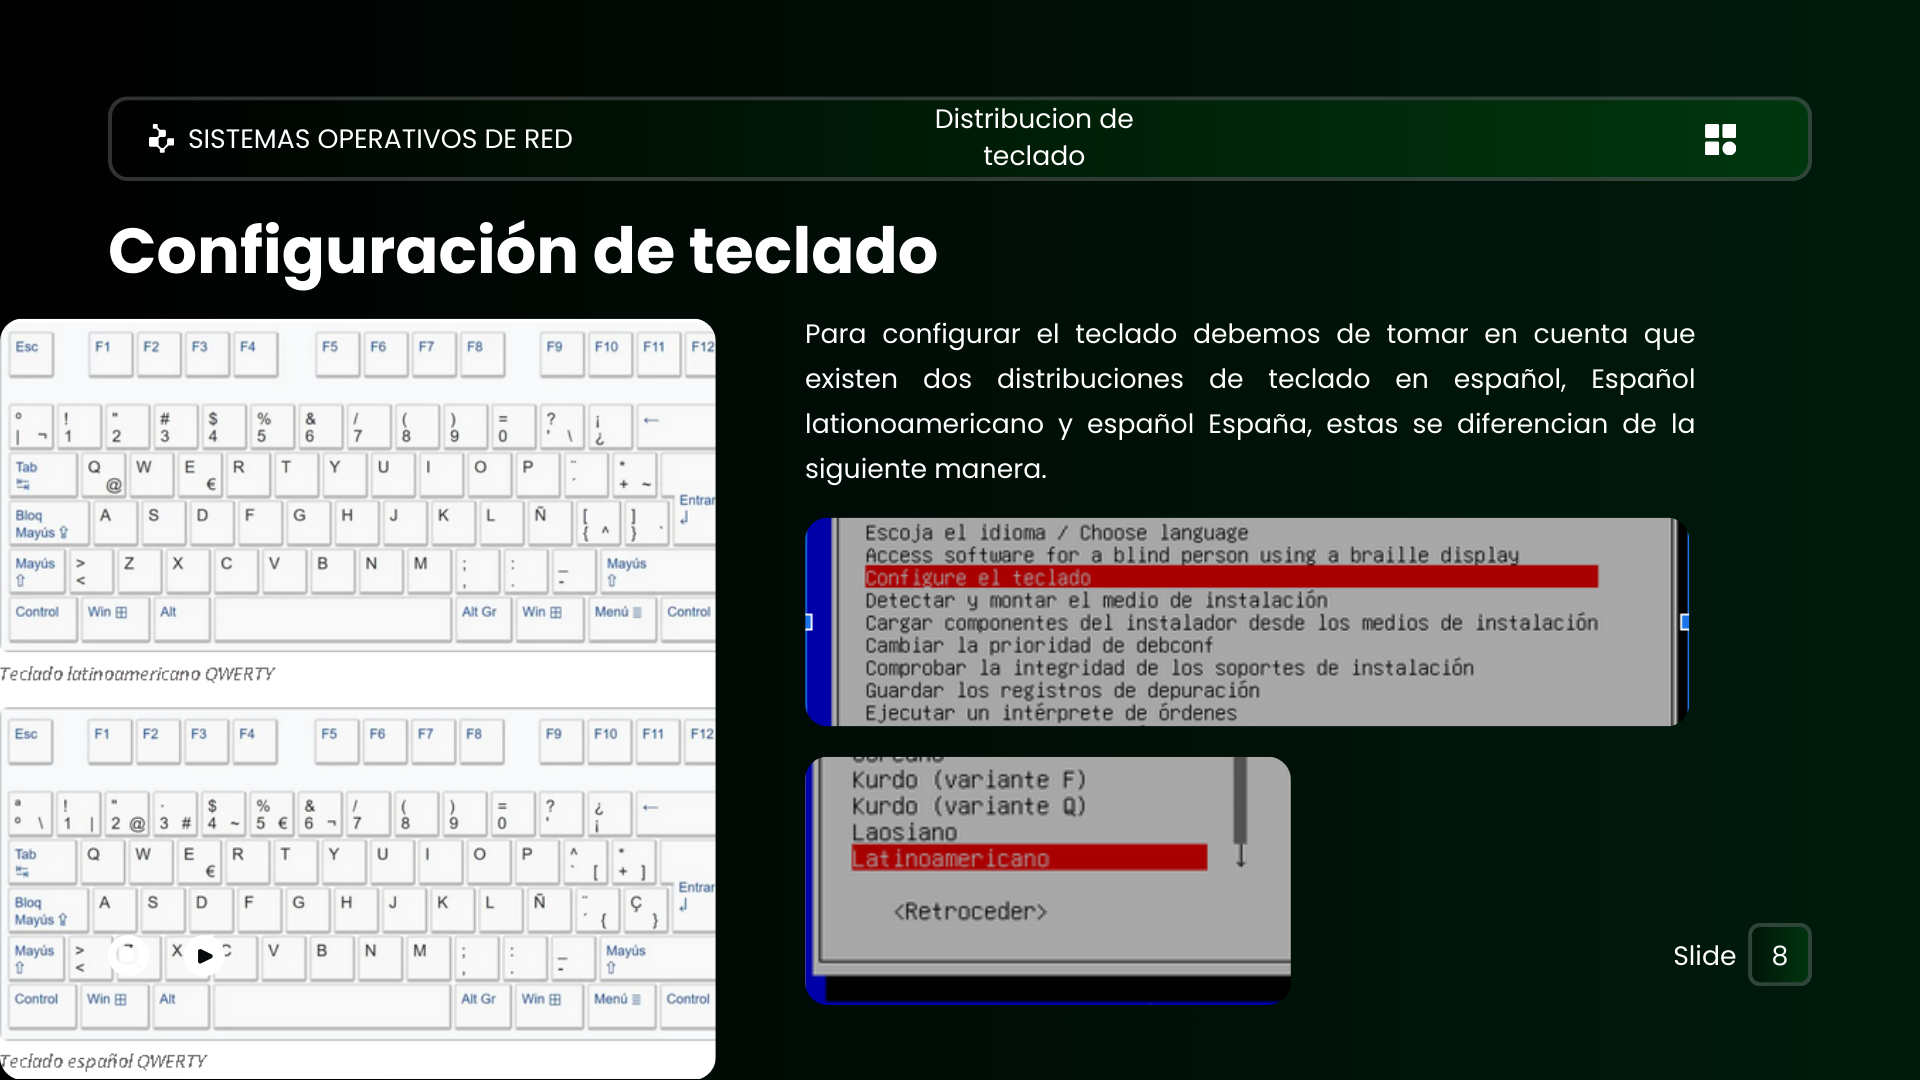 SISTEMAS OPERATIVOS DE RED
Distribucion de
teclado
Configuración de teclado
Esc F1 F2 F3 F4 F5 F6 F7 F8 F9 F10 F11 F12
° ! " # $ % & / ( ) = ? ¡ ←
| ¬ 1 2 3 4 5 6 7 8 9 0 ' \ ¿
Tab Q W E R T Y U I O P ¨ *
@ € ´ + ~
Entrar
Bloq A S D F G H J K L Ñ [ ]
Mayús ⇧ { ^ } `
Mayús > Z X C V B N M ; : _ Mayús
⇧ < , . - ⇧
Control Win Alt Alt Gr Win Menú Control
Teclado latinoamericano QWERTY
Esc F1 F2 F3 F4 F5 F6 F7 F8 F9 F10 F11 F12
ª ! " · $ % & / ( ) = ? ¿ ←
º \ 1 | 2 @ 3 # 4 ~ 5 € 6 ¬ 7 8 9 0 ' ¡
Tab Q W E R T Y U I O P ^ *
€ ` [ + ]
Entrar
Bloq A S D F G H J K L Ñ ¨ Ç
Mayús ⇧ ´ { }
Mayús > Z X C V B N M ; : _ Mayús
⇧ < , . - ⇧
Control Win Alt Alt Gr Win Menú Control
Teclado español QWERTY
Para configurar el teclado debemos de tomar en cuenta que
existen dos distribuciones de teclado en español, Español
lationoamericano y español España, estas se diferencian de la
siguiente manera.
Escoja el idioma / Choose language
Access software for a blind person using a braille display
Configure el teclado
Detectar y montar el medio de instalación
Cargar componentes del instalador desde los medios de instalación
Cambiar la prioridad de debconf
Comprobar la integridad de los soportes de instalación
Guardar los registros de depuración
Ejecutar un intérprete de órdenes
Kurdo (variante F)
Kurdo (variante Q)
Laosiano
Latinoamericano
<Retroceder>
Slide 8